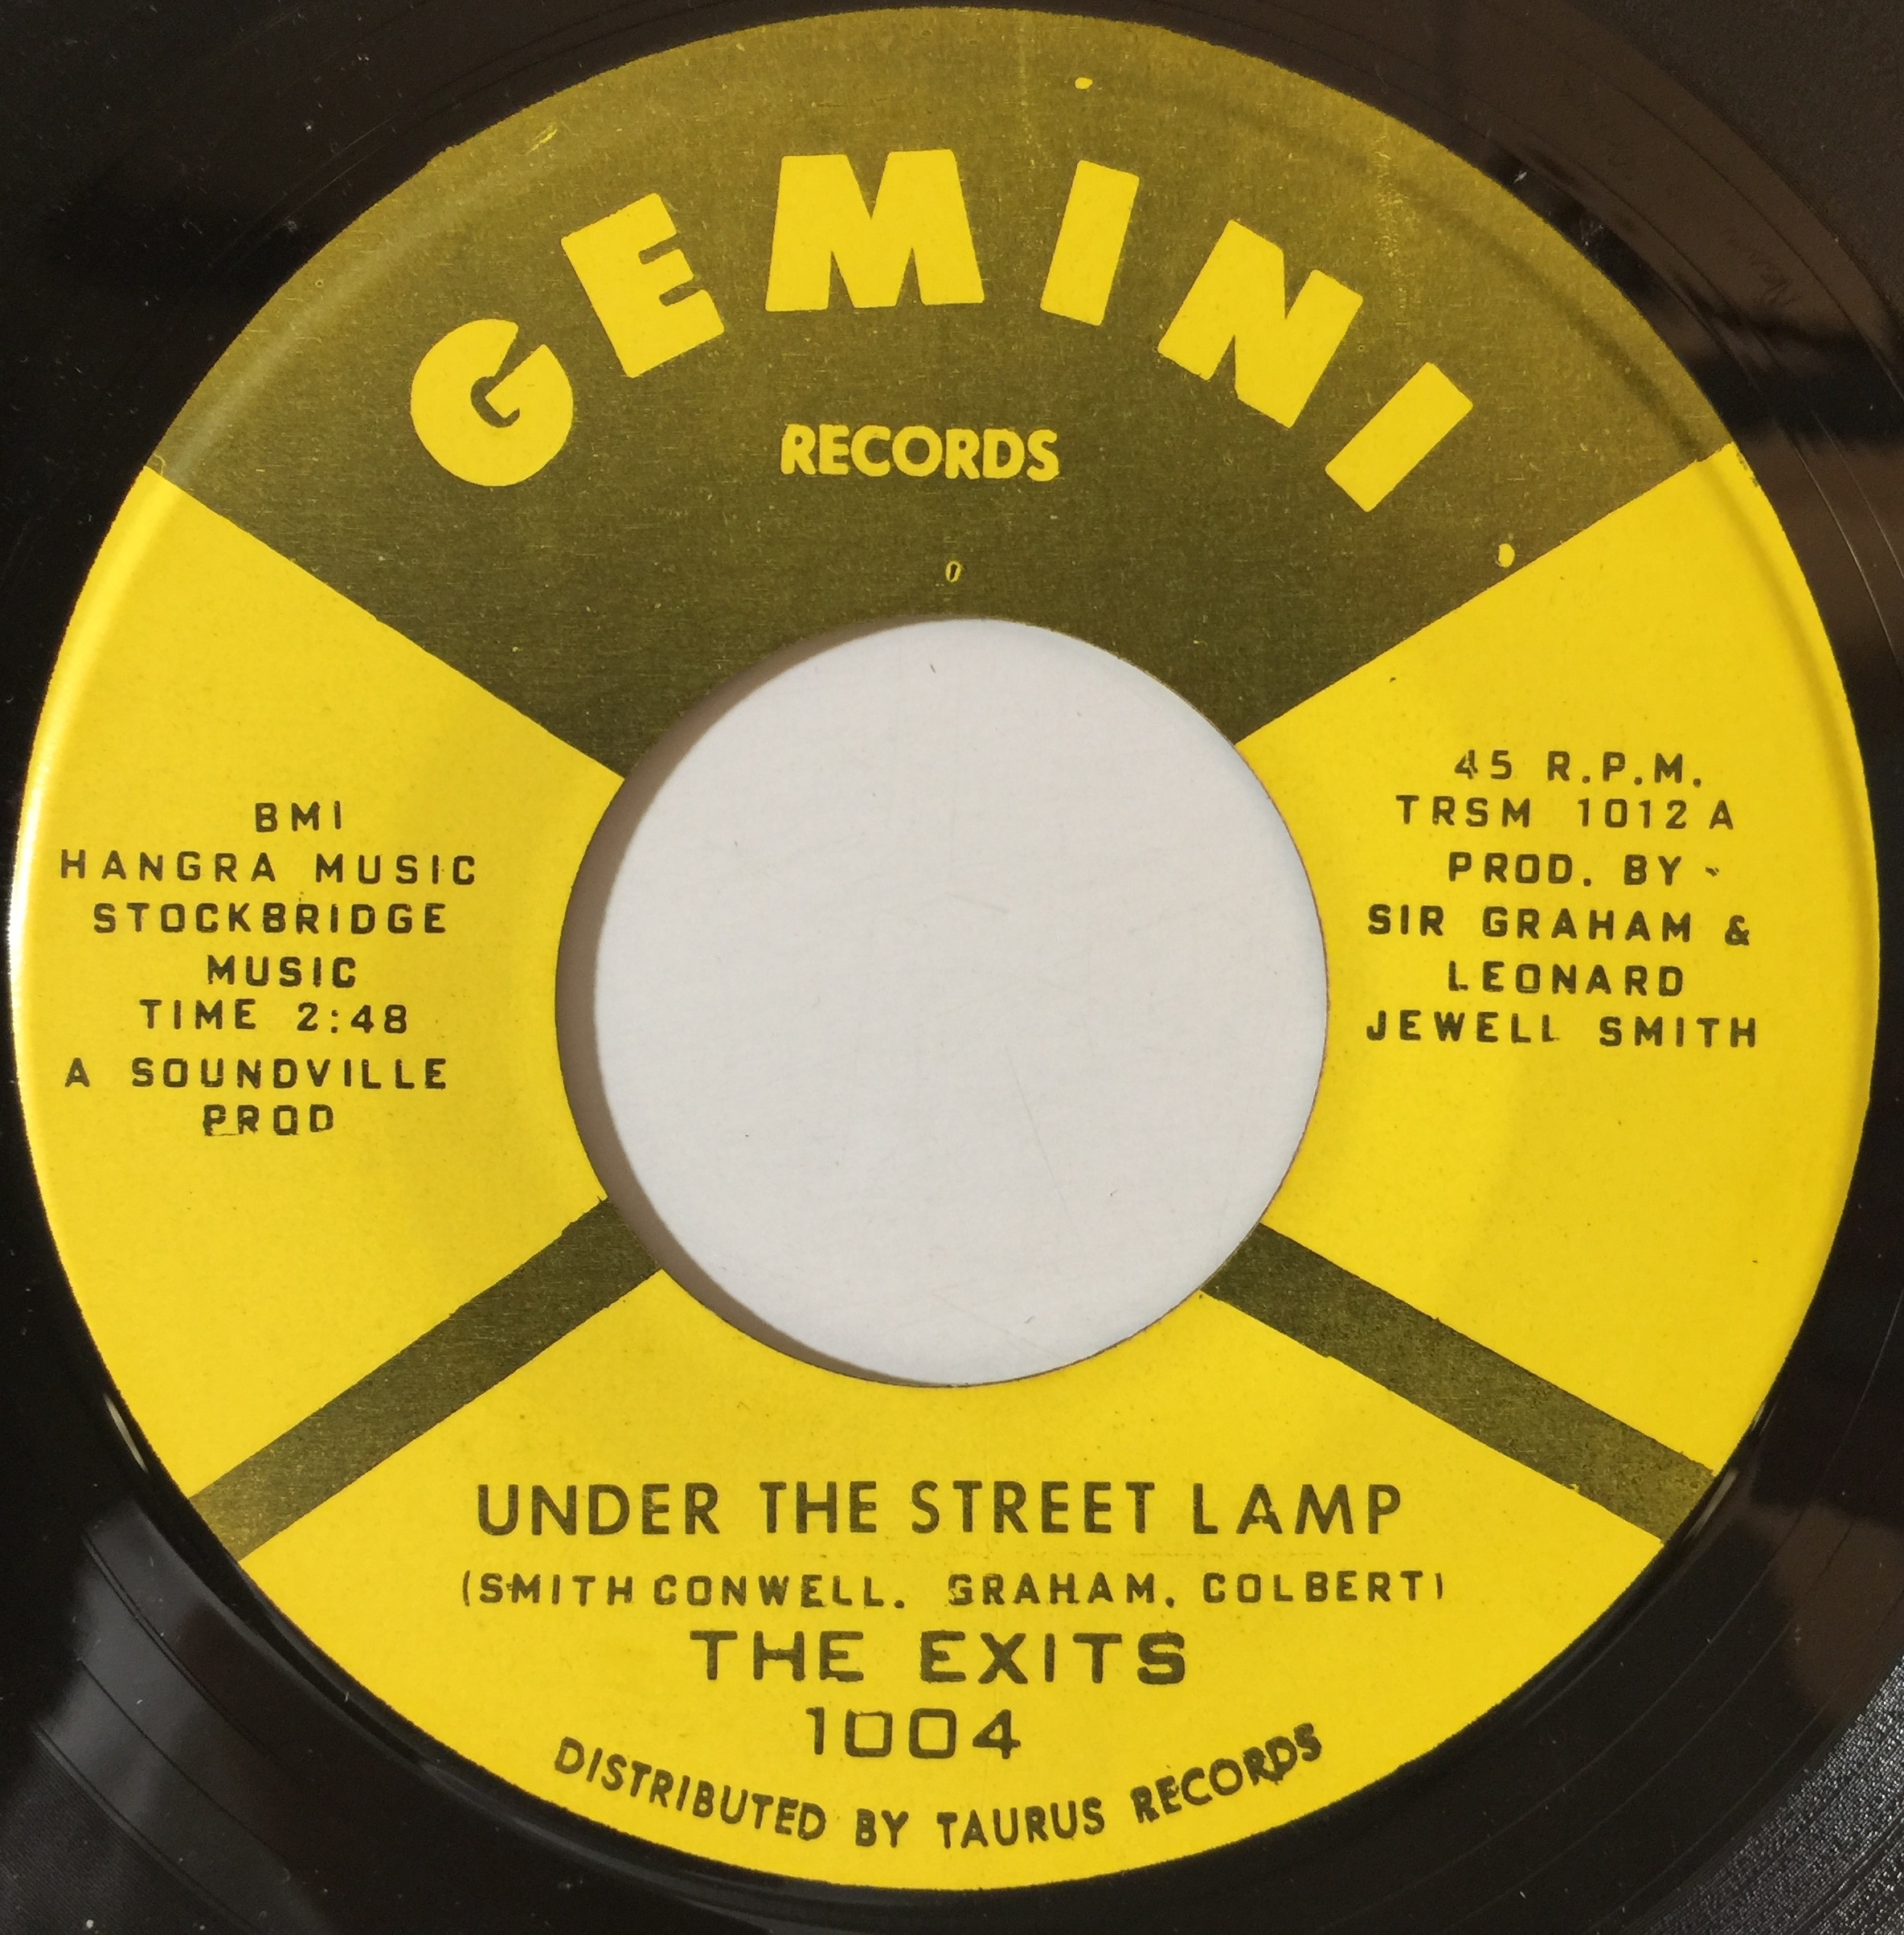 GEMINI
RECORDS
BMI
HANGRA MUSIC
STOCKBRIDGE
MUSIC
TIME 2:48
A SOUNDVILLE
PROD
45 R.P.M.
TRSM 1012 A
PROD. BY
SIR GRAHAM &
LEONARD
JEWELL SMITH
UNDER THE STREET LAMP
(SMITH CONWELL. GRAHAM. COLBERT)
THE EXITS
1004
DISTRIBUTED BY TAURUS RECORDS